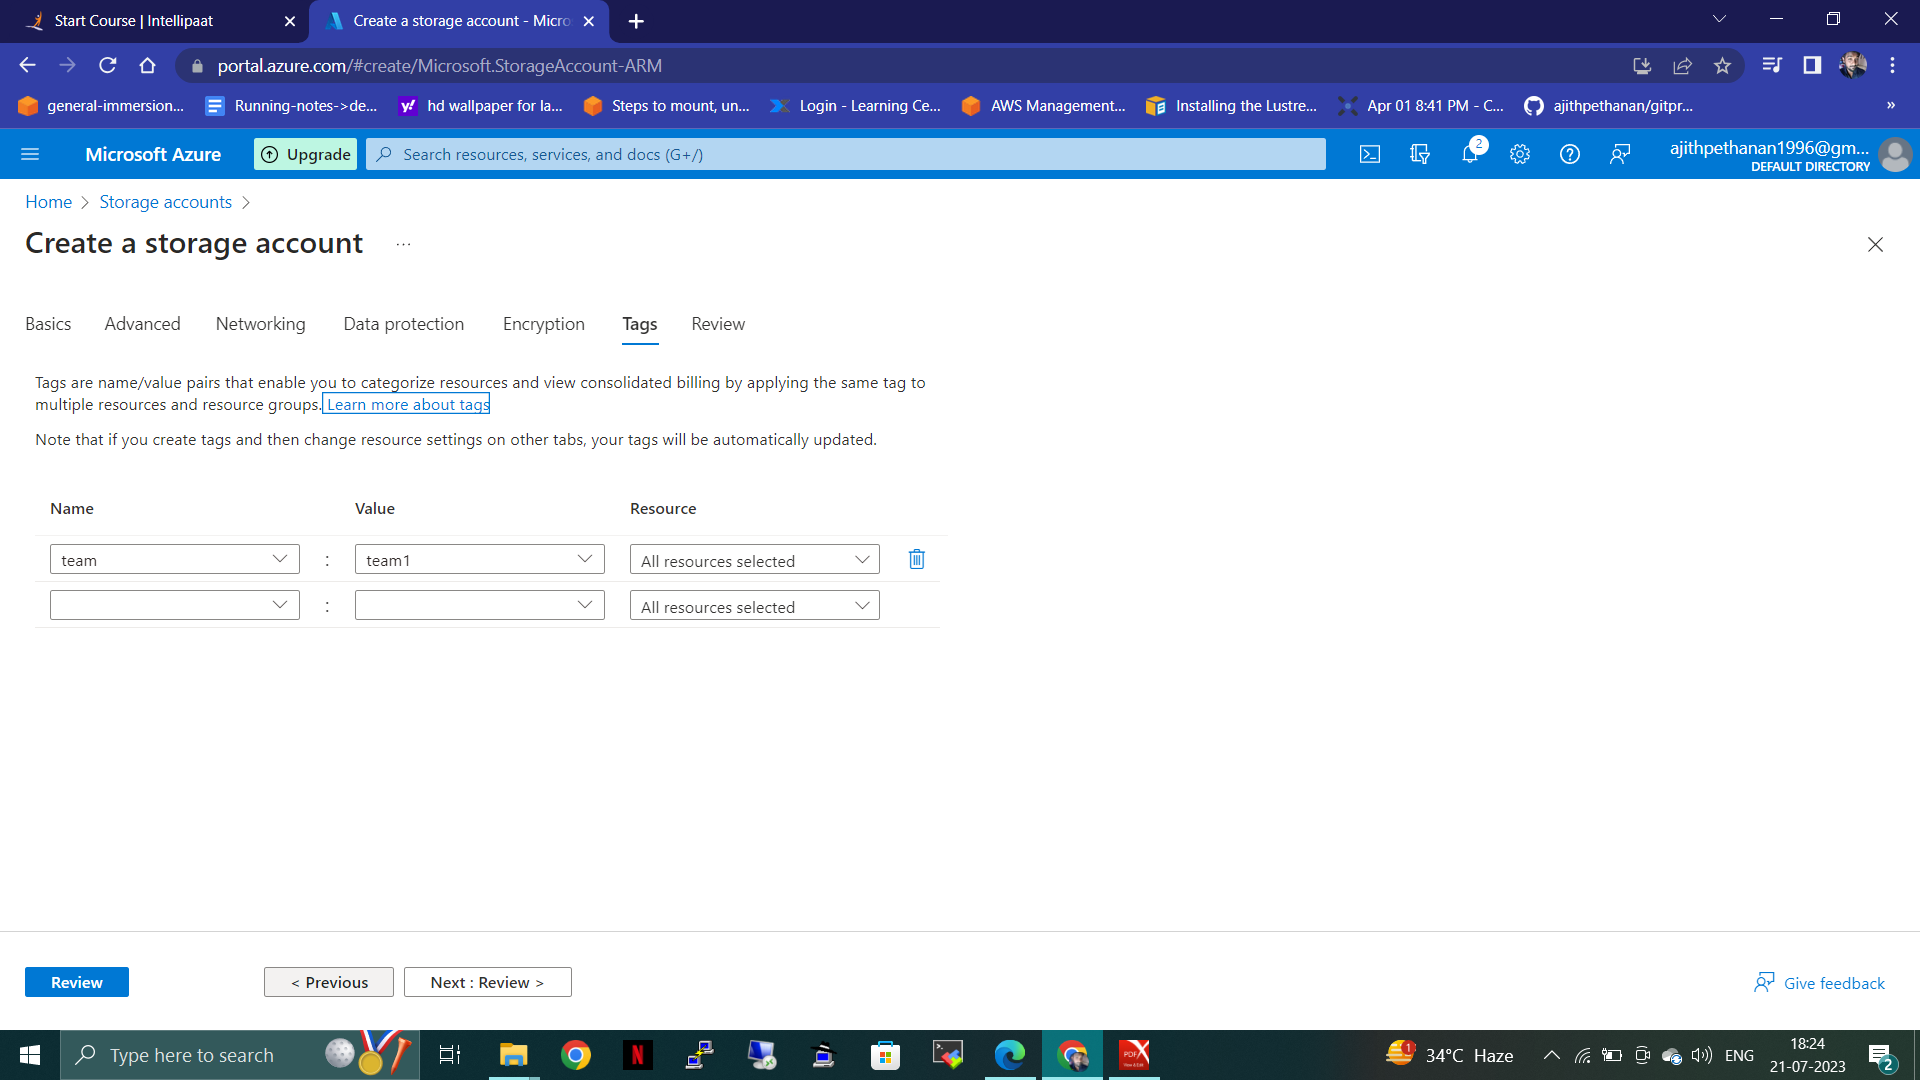 Start Course | Intellipaat
Create a storage account - Micro
portal.azure.com/#create/Microsoft.StorageAccount-ARM
general-immersion...
Running-notes->de...
hd wallpaper for la...
Steps to mount, un...
Login - Learning Ce...
AWS Management...
Installing the Lustre...
Apr 01 8:41 PM - C...
ajithpethanan/gitpr...
»
Microsoft Azure
Upgrade
Search resources, services, and docs (G+/)
2
ajithpethanan1996@gm...
DEFAULT DIRECTORY
Home > Storage accounts >
Create a storage account ...
Basics
Advanced
Networking
Data protection
Encryption
Tags
Review
Tags are name/value pairs that enable you to categorize resources and view consolidated billing by applying the same tag to
multiple resources and resource groups. Learn more about tags
Note that if you create tags and then change resource settings on other tabs, your tags will be automatically updated.
Name
Value
Resource
team
:
team1
All resources selected
:
All resources selected
Review
< Previous
Next : Review >
Give feedback
Type here to search
N
PDF
View & Edit
1
34°C Haze
ENG
18:24
21-07-2023
2